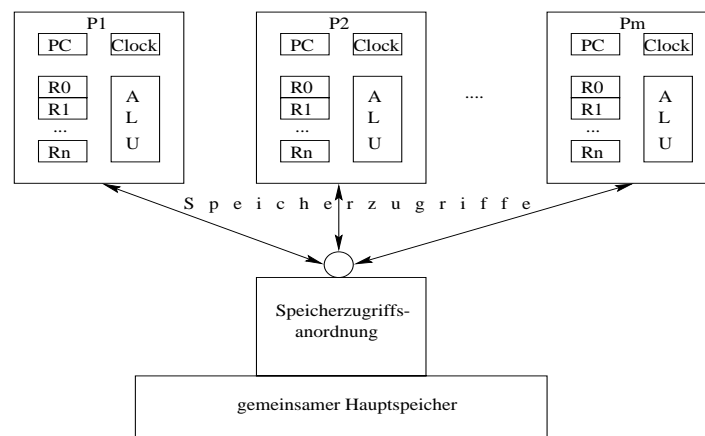 P1
PC Clock
R0
R1
...
Rn
A
L
U
P2
PC Clock
R0
R1
...
Rn
A
L
U
....
Pm
PC Clock
R0
R1
...
Rn
A
L
U
S p e i c h e r z u g r i f f e
Speicherzugriffs-
anordnung
gemeinsamer Hauptspeicher